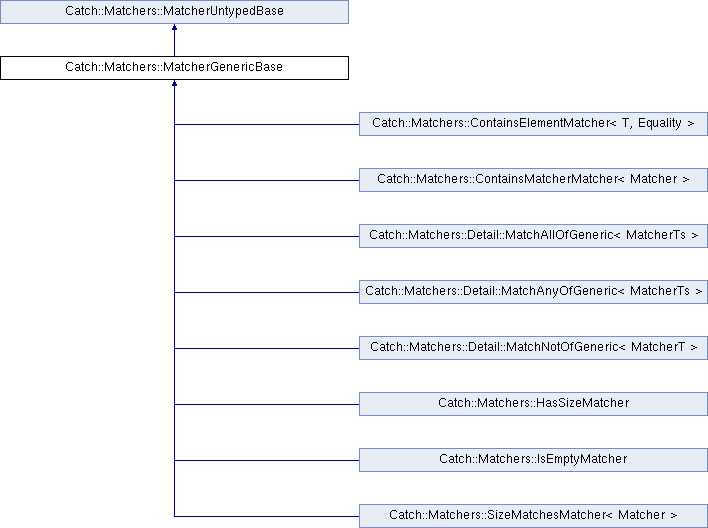 Catch::Matchers::MatcherUntypedBase
Catch::Matchers::MatcherGenericBase
Catch::Matchers::ContainsElementMatcher< T, Equality >
Catch::Matchers::ContainsMatcherMatcher< Matcher >
Catch::Matchers::Detail::MatchAllOfGeneric< MatcherTs >
Catch::Matchers::Detail::MatchAnyOfGeneric< MatcherTs >
Catch::Matchers::Detail::MatchNotOfGeneric< MatcherT >
Catch::Matchers::HasSizeMatcher
Catch::Matchers::IsEmptyMatcher
Catch::Matchers::SizeMatchesMatcher< Matcher >